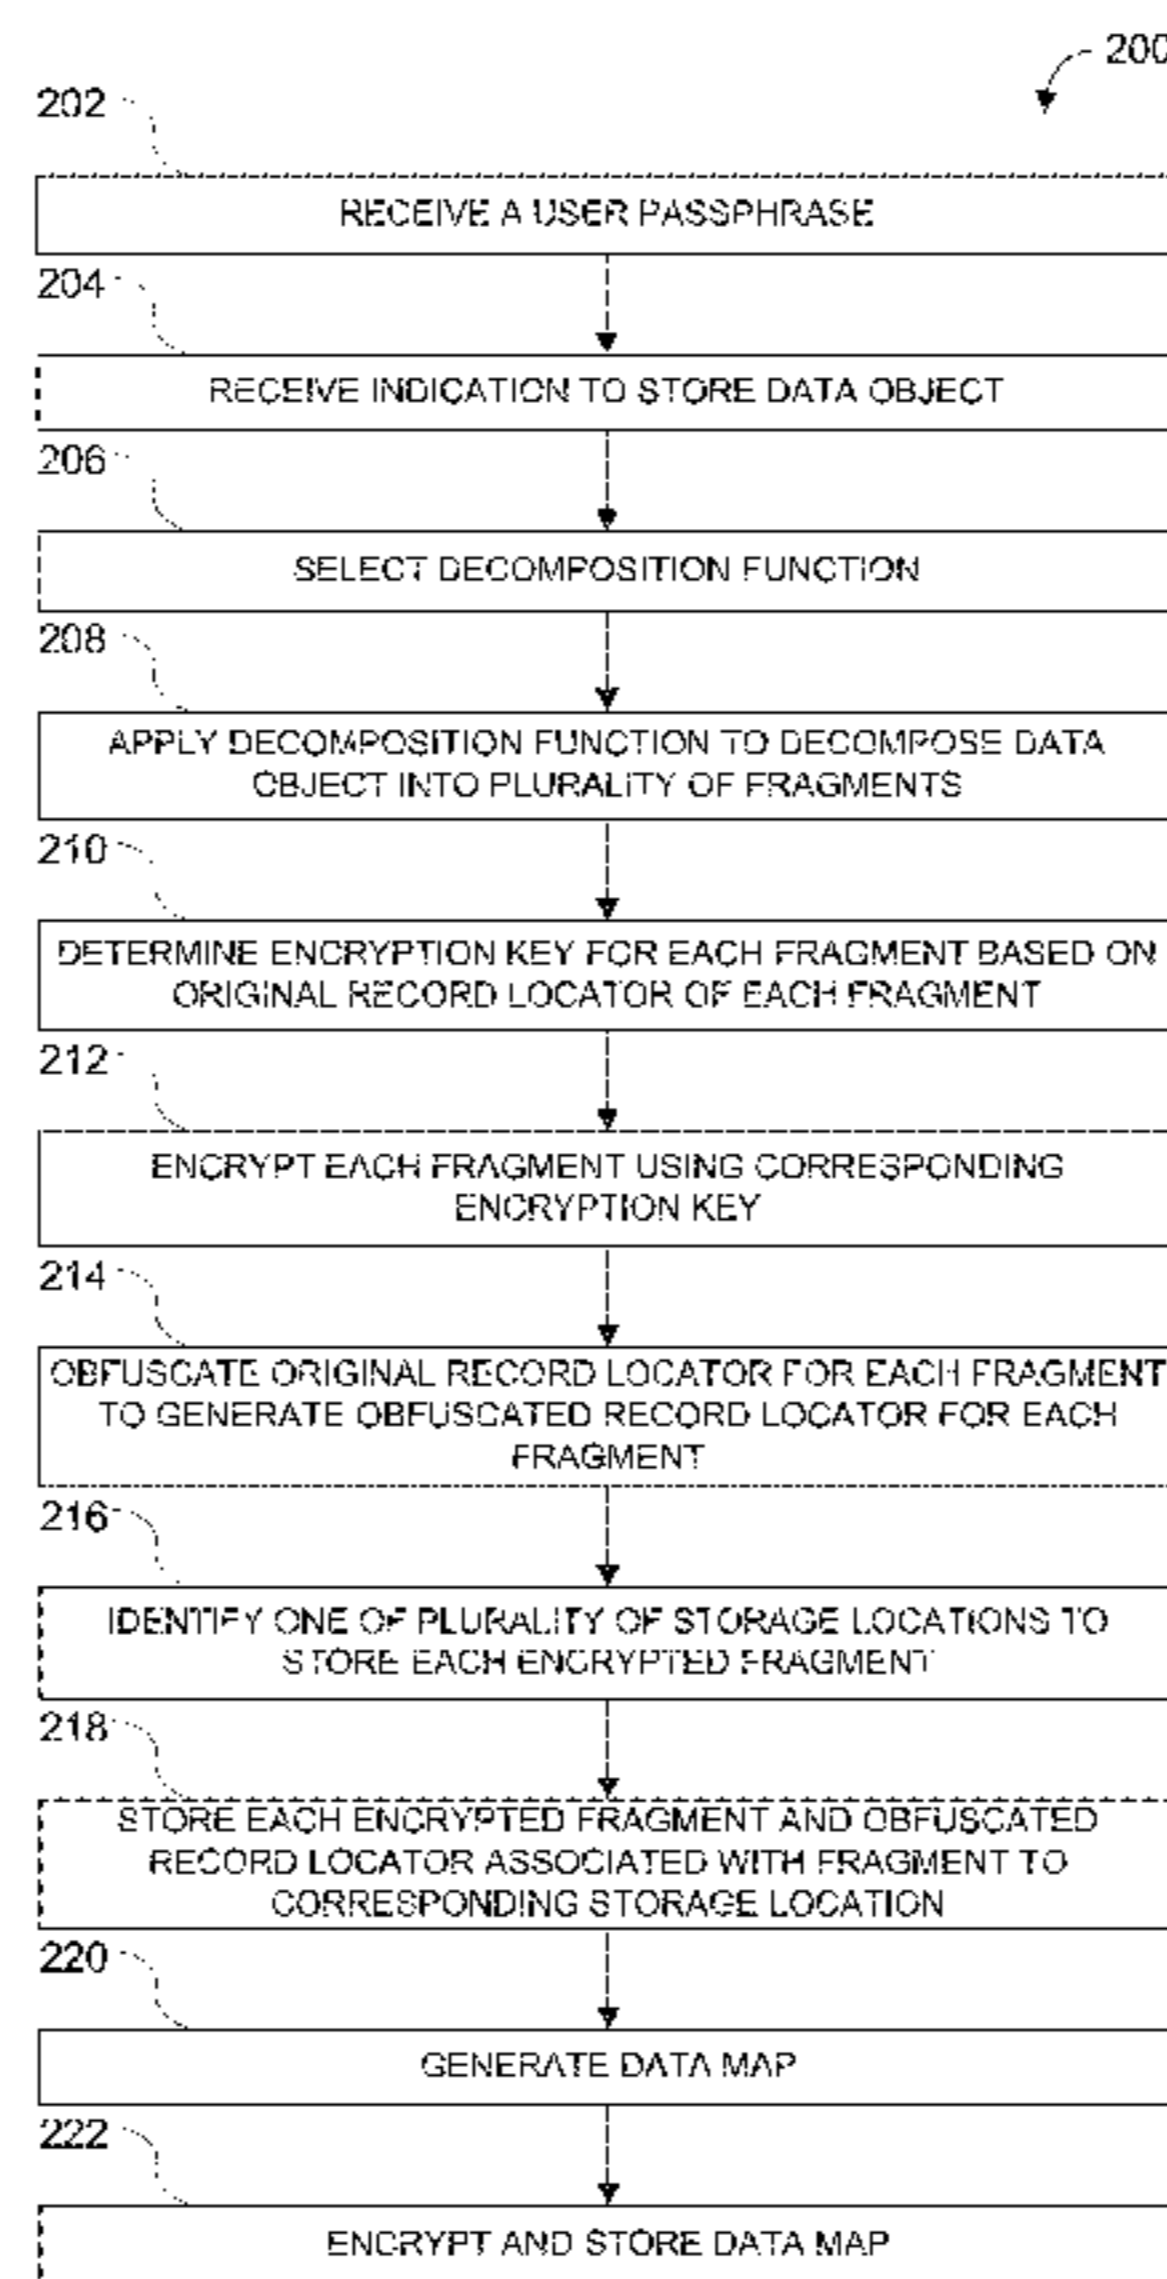 200
202
RECEIVE A USER PASSPHRASE
204
RECEIVE INDICATION TO STORE DATA OBJECT
206
SELECT DECOMPOSITION FUNCTION
208
APPLY DECOMPOSITION FUNCTION TO DECOMPOSE DATA
OBJECT INTO PLURALITY OF FRAGMENTS
210
DETERMINE ENCRYPTION KEY FOR EACH FRAGMENT BASED ON
ORIGINAL RECORD LOCATOR OF EACH FRAGMENT
212
ENCRYPT EACH FRAGMENT USING CORRESPONDING
ENCRYPTION KEY
214
OBFUSCATE ORIGINAL RECORD LOCATOR FOR EACH FRAGMENT
TO GENERATE OBFUSCATED RECORD LOCATOR FOR EACH
FRAGMENT
216
IDENTIFY ONE OF PLURALITY OF STORAGE LOCATIONS TO
STORE EACH ENCRYPTED FRAGMENT
218
STORE EACH ENCRYPTED FRAGMENT AND OBFUSCATED
RECORD LOCATOR ASSOCIATED WITH FRAGMENT TO
CORRESPONDING STORAGE LOCATION
220
GENERATE DATA MAP
222
ENCRYPT AND STORE DATA MAP